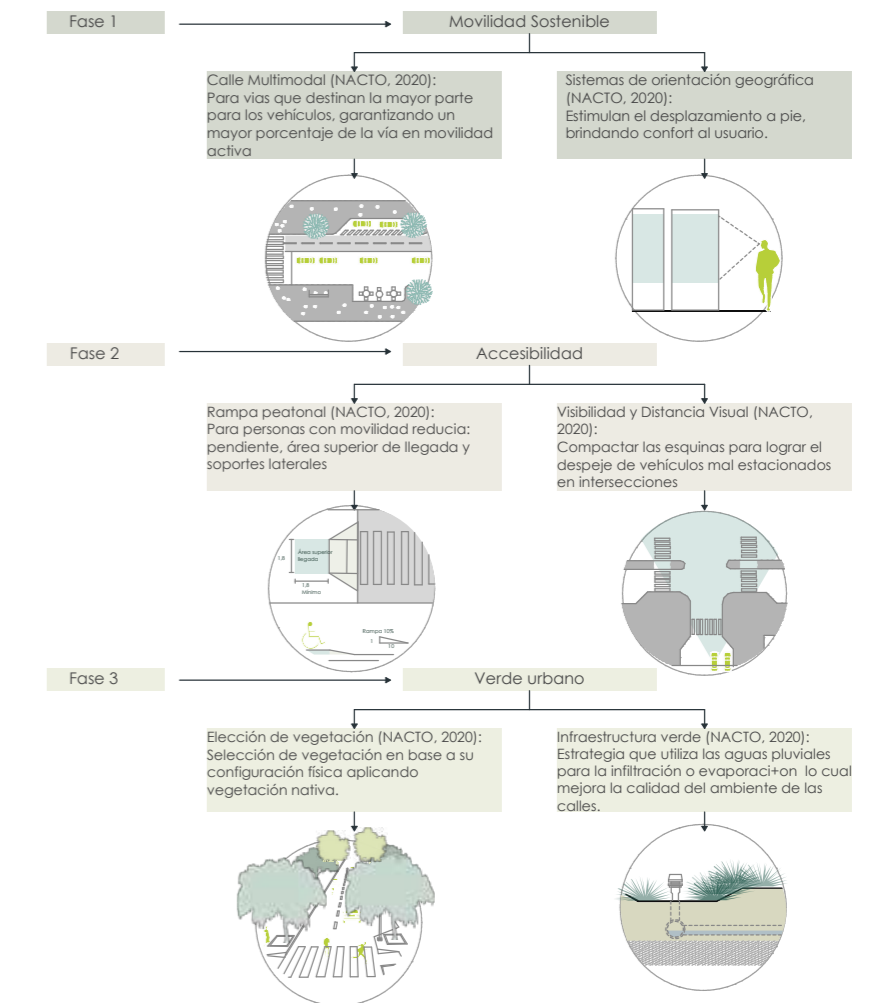 Fase 1
Movilidad Sostenible
Calle Multimodal (NACTO, 2020):
Para vias que destinan la mayor parte
para los vehículos, garantizando un
mayor porcentaje de la vía en movilidad
activa
Sistemas de orientación geográfica
(NACTO, 2020):
Estimulan el desplazamiento a pie,
brindando confort al usuario.
Fase 2
Accesibilidad
Rampa peatonal (NACTO, 2020):
Para personas con movilidad reducia:
pendiente, área superior de llegada y
soportes laterales
Visibilidad y Distancia Visual (NACTO,
2020):
Compactar las esquinas para lograr el
despeje de vehículos mal estacionados
en intersecciones
1,8
Área superior
llegada
1,8
Mínimo
Rampa 10%
1
10
Fase 3
Verde urbano
Elección de vegetación (NACTO, 2020):
Selección de vegetación en base a su
configuración física aplicando
vegetación nativa.
Infraestructura verde (NACTO, 2020):
Estrategia que utiliza las aguas pluviales
para la infiltración o evaporaci+on lo cual
mejora la calidad del ambiente de las
calles.